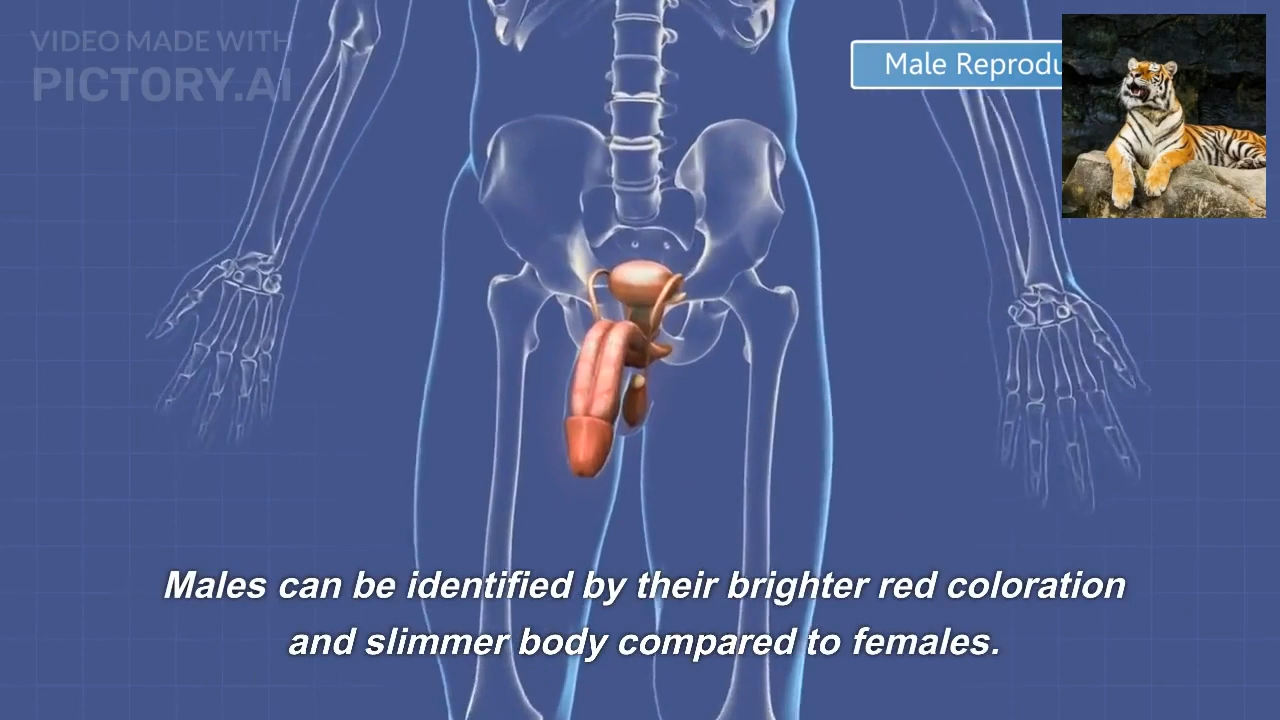 VIDEO MADE WITH
PICTORY.AI
Male Reprodu
Males can be identified by their brighter red coloration
and slimmer body compared to females.